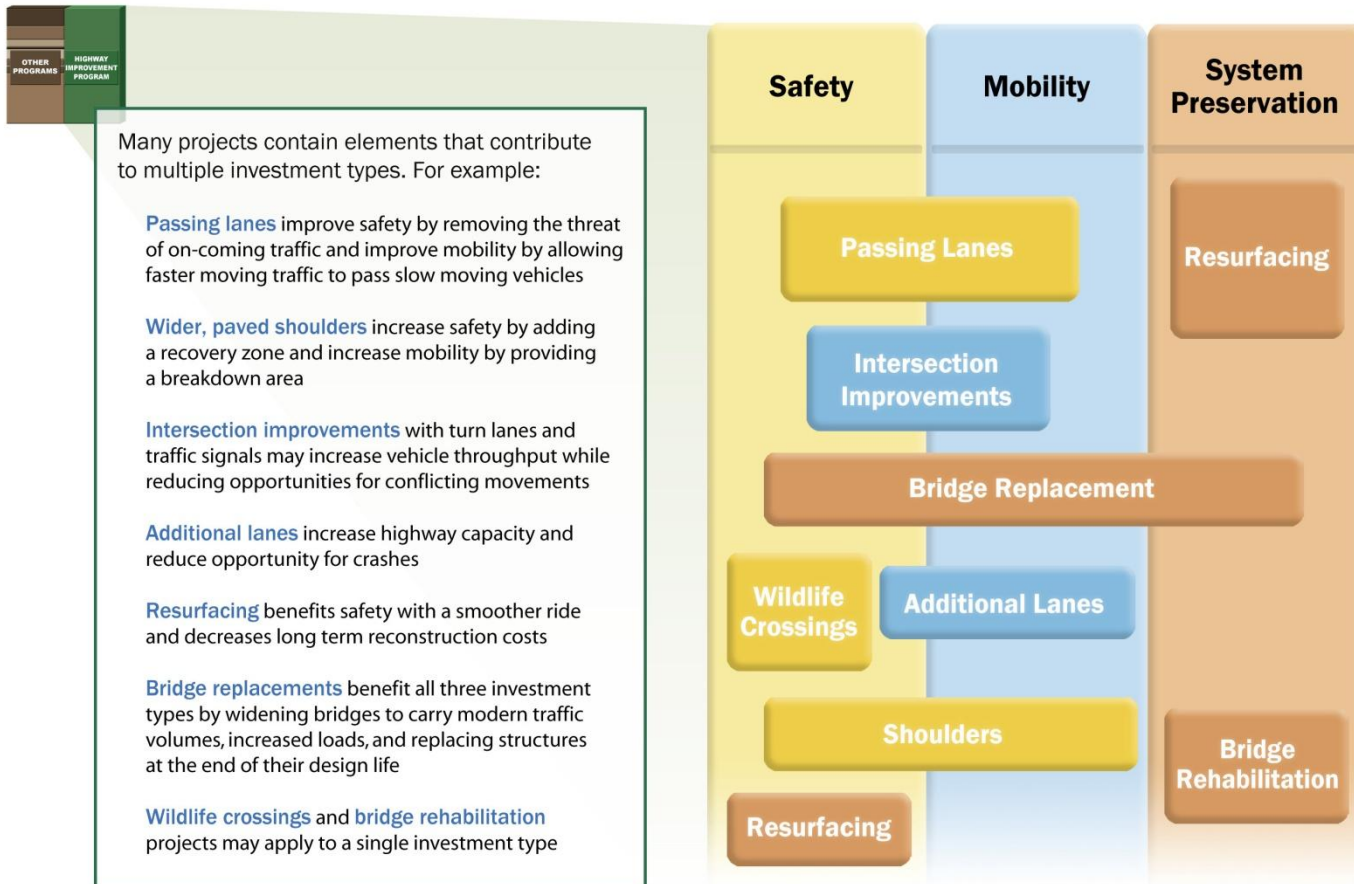 OTHER
PROGRAMS
HIGHWAY
IMPROVEMENT
PROGRAM
Many projects contain elements that contribute
to multiple investment types. For example:
Passing lanes improve safety by removing the threat
of on-coming traffic and improve mobility by allowing
faster moving traffic to pass slow moving vehicles
Wider, paved shoulders increase safety by adding
a recovery zone and increase mobility by providing
a breakdown area
Intersection improvements with turn lanes and
traffic signals may increase vehicle throughput while
reducing opportunities for conflicting movements
Additional lanes increase highway capacity and
reduce opportunity for crashes
Resurfacing benefits safety with a smoother ride
and decreases long term reconstruction costs
Bridge replacements benefit all three investment
types by widening bridges to carry modern traffic
volumes, increased loads, and replacing structures
at the end of their design life
Wildlife crossings and bridge rehabilitation
projects may apply to a single investment type
Safety
Mobility
System
Preservation
Passing Lanes
Resurfacing
Intersection
Improvements
Bridge Replacement
Wildlife
Crossings
Additional Lanes
Shoulders
Bridge
Rehabilitation
Resurfacing